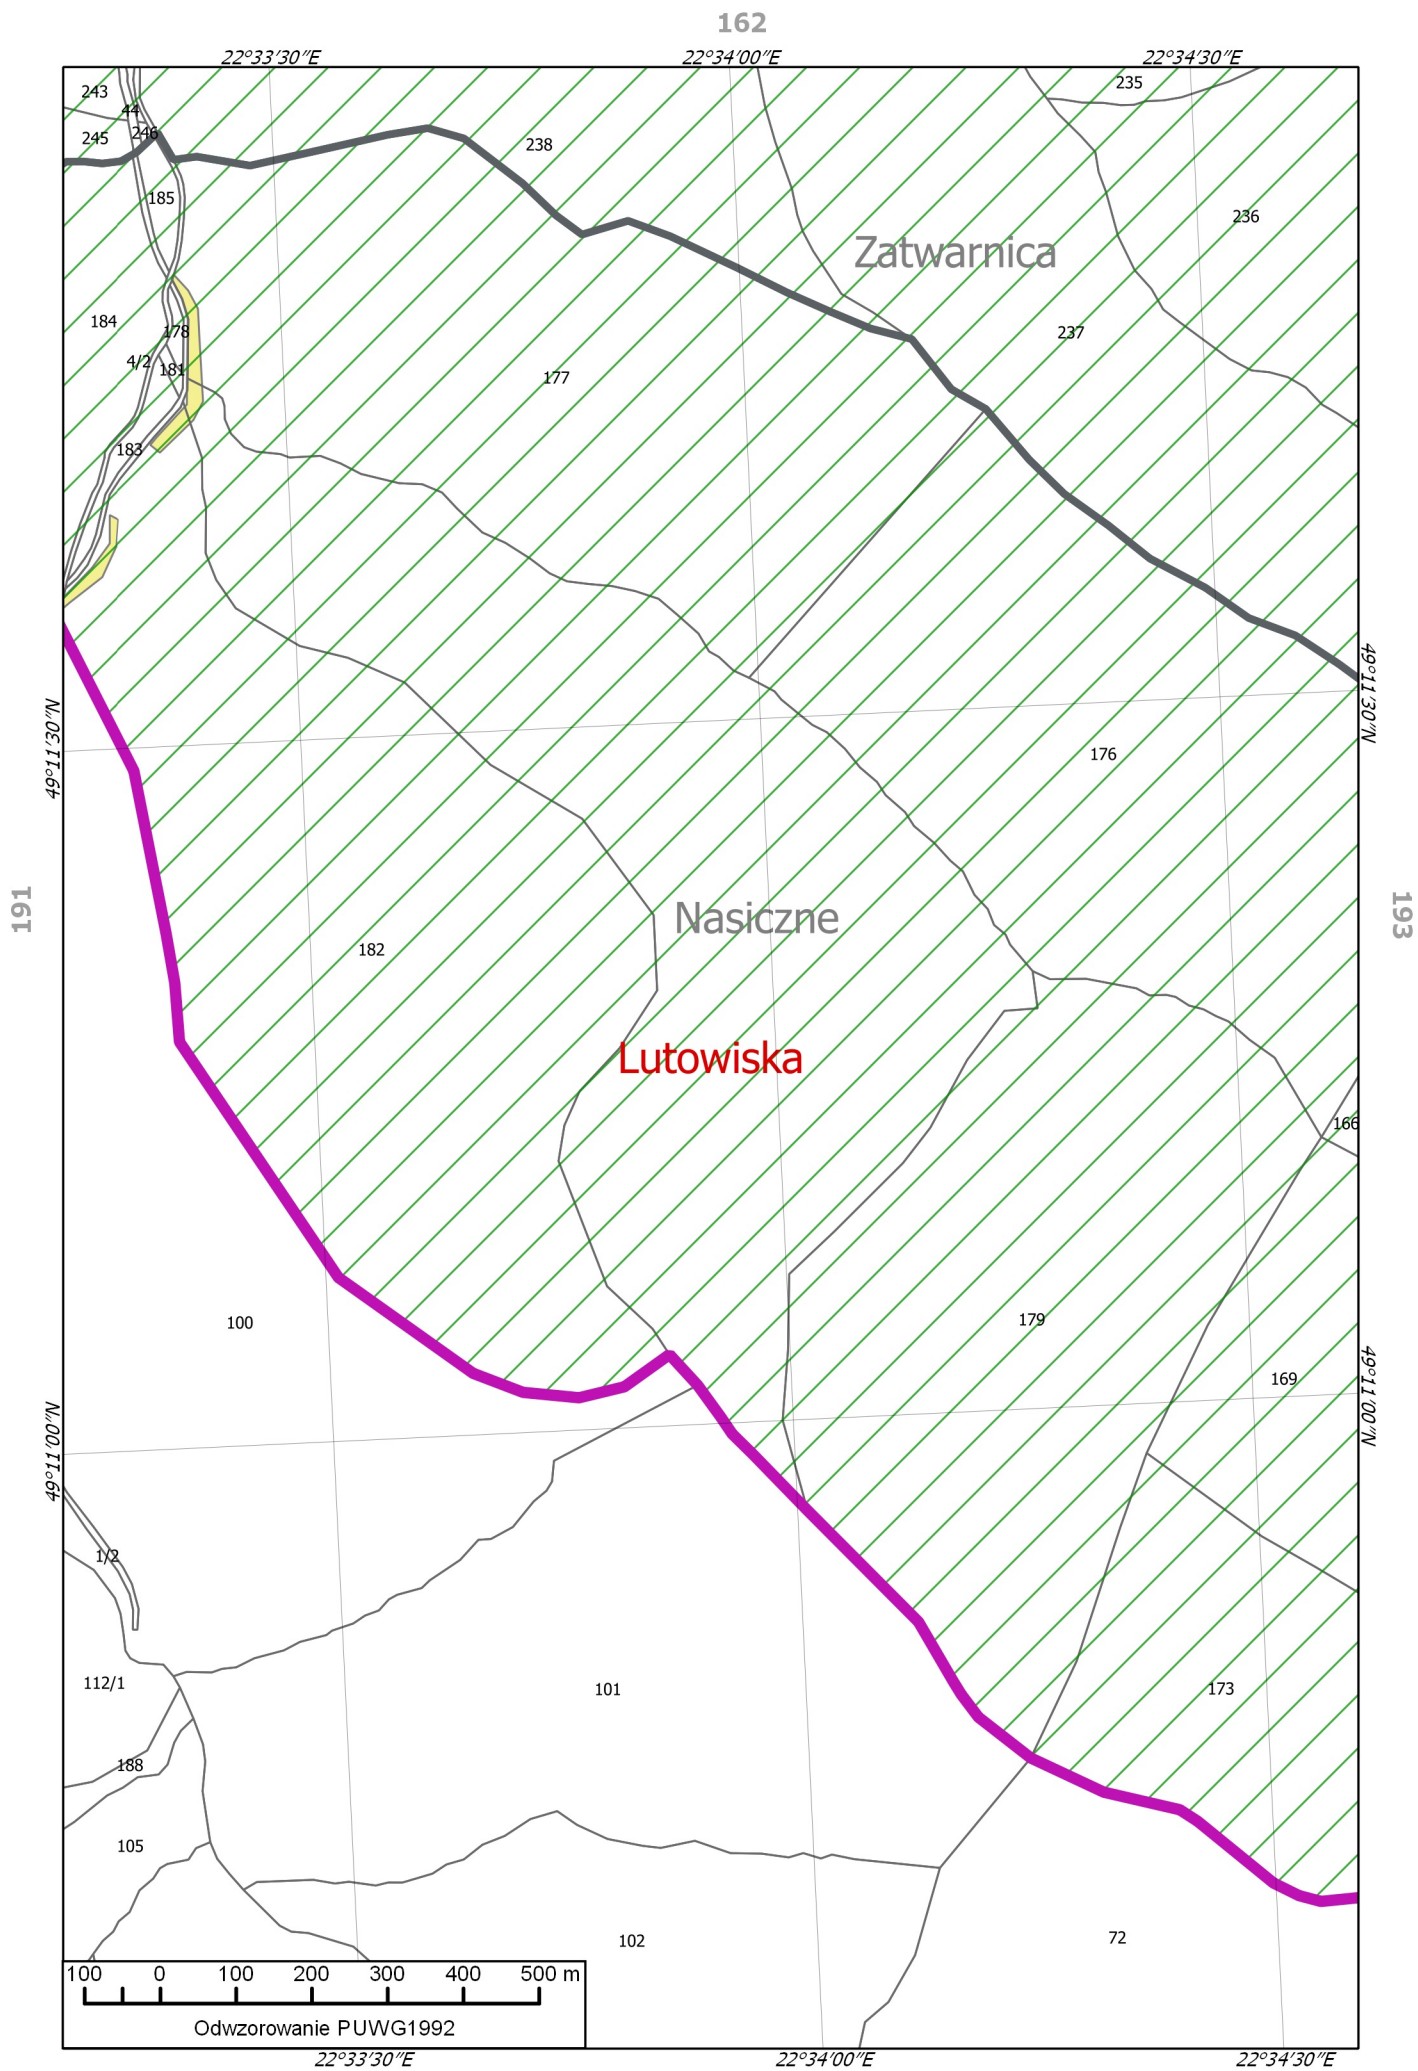 162
22°33'30"E 22°34'00"E 22°34'30"E
243
235
44
245
246
238
185
236
Zatwarnica
184
178
237
4/2
181
177
183
49°11'30"N
49°11'30"N
176
191
193
Nasiczne
182
Lutowiska
166
100
179
169
49°11'00"N
49°11'00"N
1/2
112/1
101
173
188
105
102
72
100 0 100 200 300 400 500 m
Odwzorowanie PUWG1992
22°33'30"E 22°34'00"E 22°34'30"E